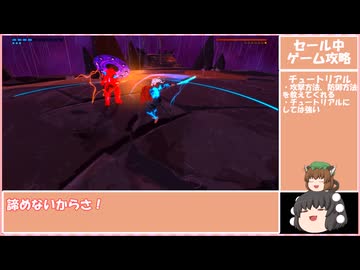 セール中
ゲーム攻略
チュートリアル
・攻撃方法、防御方法
を教えてくれる
・チュートリアルに
しては強い
諦めないからさ！